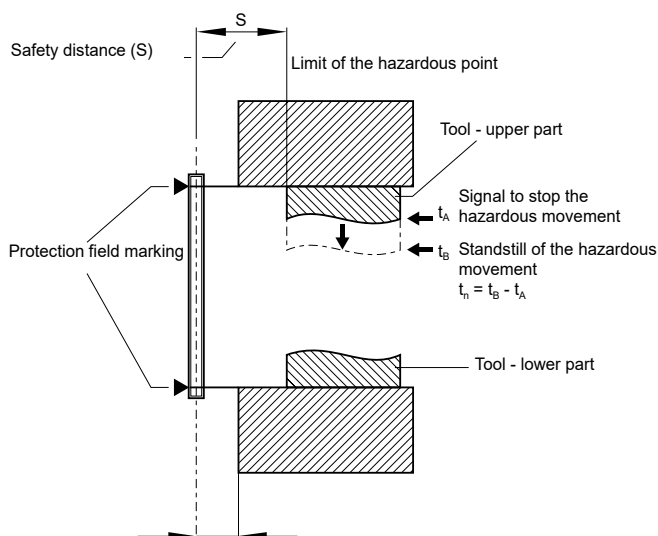 S
Safety distance (S)
Limit of the hazardous point
Tool - upper part
Signal to stop the
tA
hazardous movement
Protection field marking
tB Standstill of the hazardous
movement
tn = tB - tA
Tool - lower part